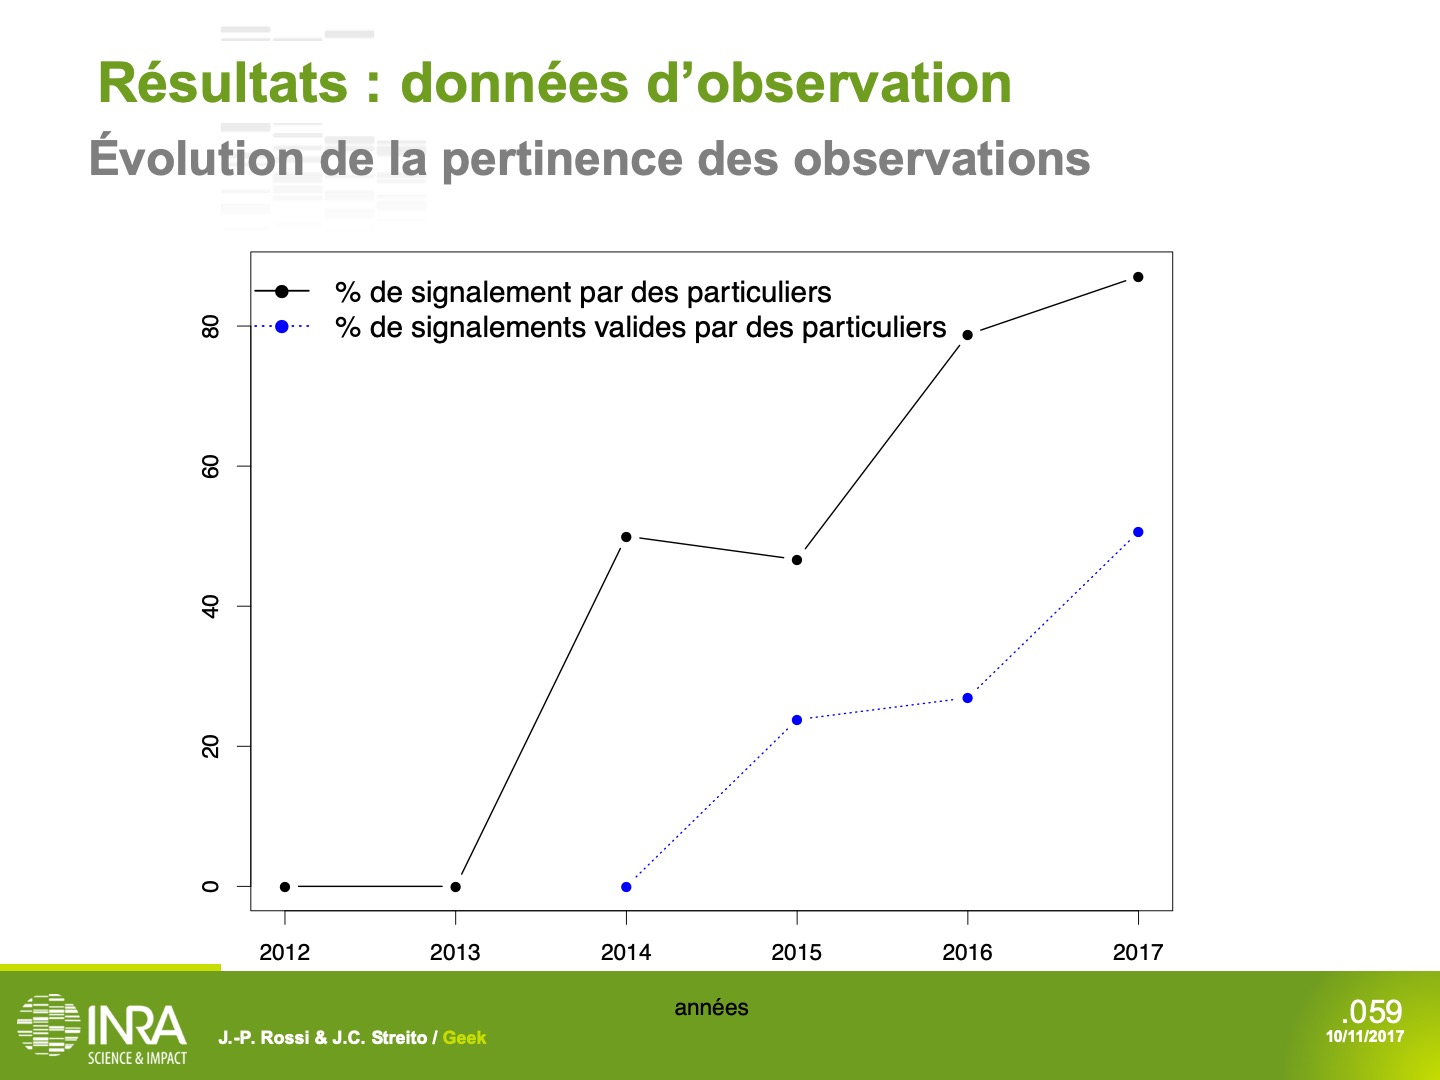 Résultats : données d’observation
Évolution de la pertinence des observations
% de signalement par des particuliers
% de signalements valides par des particuliers
80
60
40
20
0
2012 2013 2014 2015 2016 2017
années
INRA
SCIENCE & IMPACT
J.-P. Rossi & J.C. Streito / Geek
.059
10/11/2017